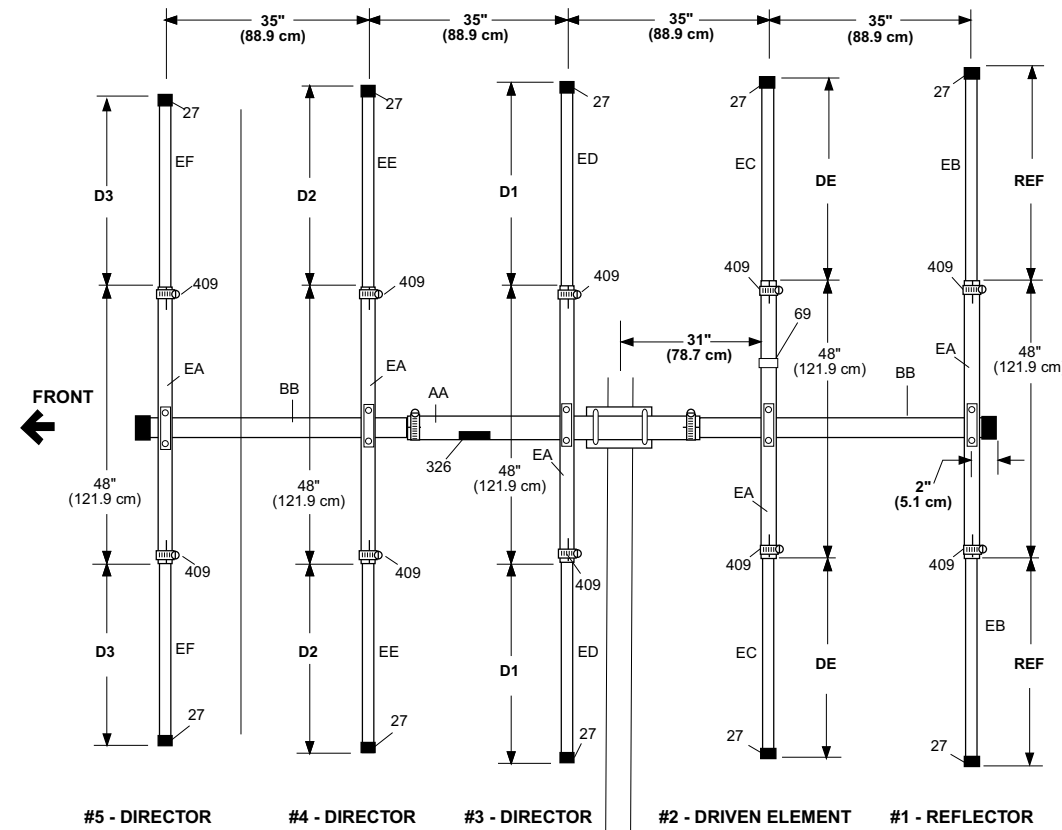 35" 35" 35" 35"
(88.9 cm) (88.9 cm) (88.9 cm) (88.9 cm)
27 27 27 27 27
EF EE ED EC EB
D3 D2 D1 DE REF
409 409 409 409 409
69
31"
(78.7 cm)
48"
(121.9 cm)
48"
(121.9 cm
EA EA EA
FRONT
BB AA BB
326
EA
48"
(121.9 cm)
48"
(121.9 cm)
48"
(121.9 cm)
2"
(5.1 cm)
EA
409 409 409 409 409
EF EE ED EC EB
D3 D2 D1 DE REF
27 27 27 27 27
#5 - DIRECTOR #4 - DIRECTOR #3 - DIRECTOR #2 - DRIVEN ELEMENT #1 - REFLECTOR